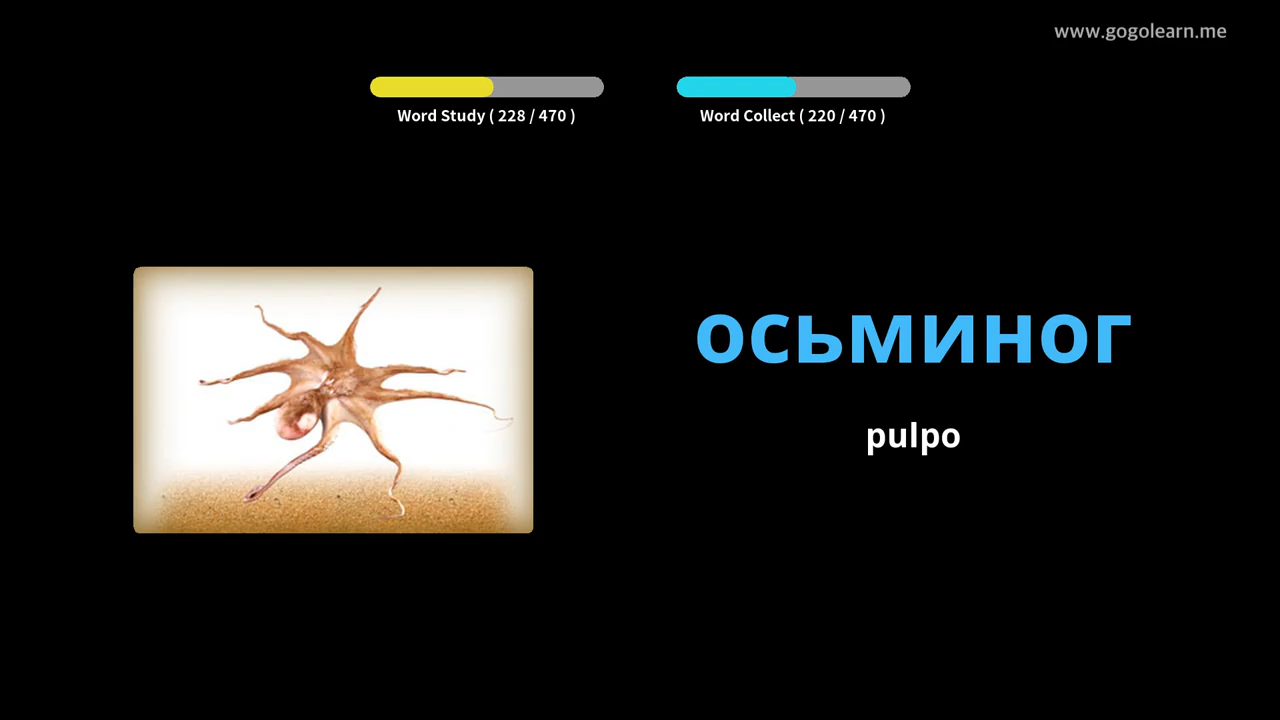 www.gogolearn.me
Word Study ( 228 / 470 )
Word Collect ( 220 / 470 )
осьминог
pulpo